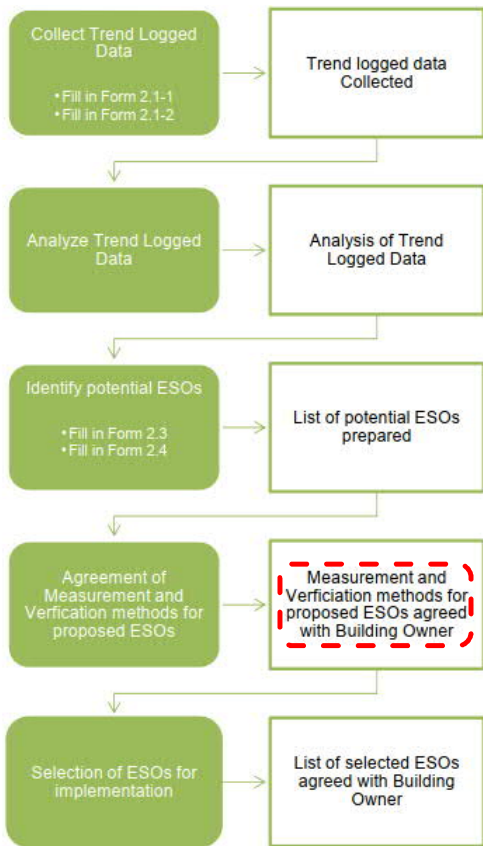 Collect Trend Logged
Data
• Fill in Form 2.1-1
• Fill in Form 2.1-2
Trend logged data
Collected
Analyze Trend Logged
Data
Analysis of Trend
Logged Data
Identify potential ESOs
• Fill in Form 2.3
• Fill in Form 2.4
List of potential ESOs
prepared
Agreement of
Measurement and
Verfication methods for
proposed ESOs
Measurement and
Verficiation methods for
proposed ESOs agreed
with Building Owner
Selection of ESOs for
implementation
List of selected ESOs
agreed with Building
Owner